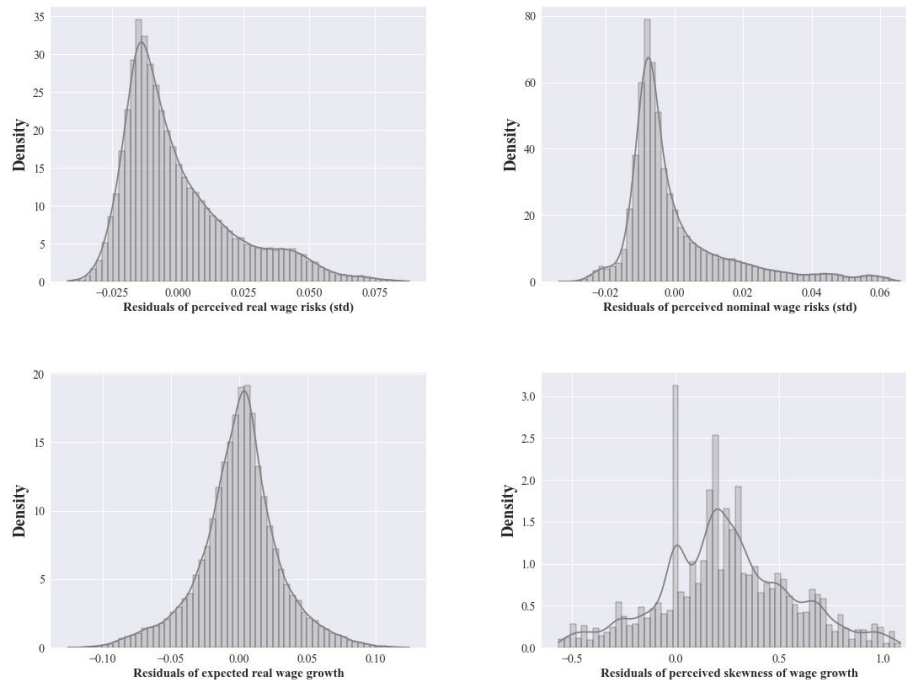 35
30
25
20
15
10
5
0
Density
−0.025 0.000 0.025 0.050 0.075
Residuals of perceived real wage risks (std)
80
60
40
20
0
Density
−0.02 0.00 0.02 0.04 0.06
Residuals of perceived nominal wage risks (std)
20
15
10
5
0
Density
−0.10 −0.05 0.00 0.05 0.10
Residuals of expected real wage growth
3.0
2.5
2.0
1.5
1.0
0.5
0.0
Density
−0.5 0.0 0.5 1.0
Residuals of perceived skewness of wage growth